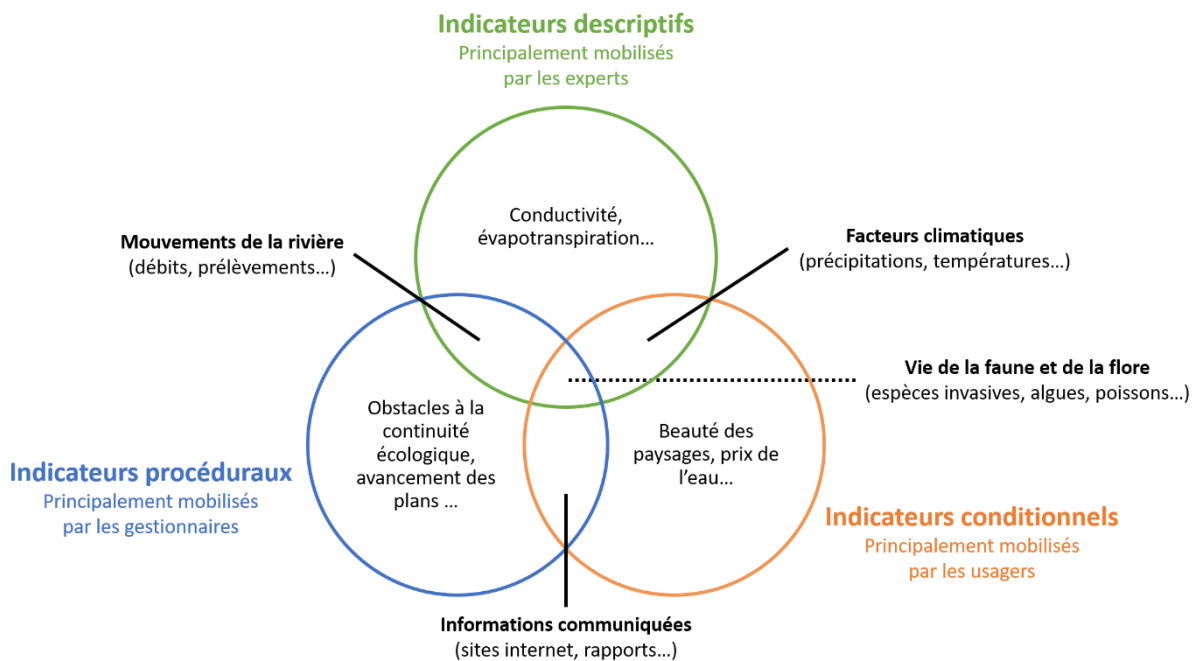 Indicateurs descriptifs
Principalement mobilisés
par les experts
Conductivité,
évapotranspiration...
Mouvements de la rivière
(débits, prélèvements...)
Facteurs climatiques
(précipitations, températures...)
Vie de la faune et de la flore
(espèces invasives, algues, poissons...)
Obstacles à la
continuité
écologique,
avancement des
plans ...
Beauté des
paysages, prix de
l'eau...
Indicateurs procéduraux
Principalement mobilisés
par les gestionnaires
Indicateurs conditionnels
Principalement mobilisés
par les usagers
Informations communiquées
(sites internet, rapports...)